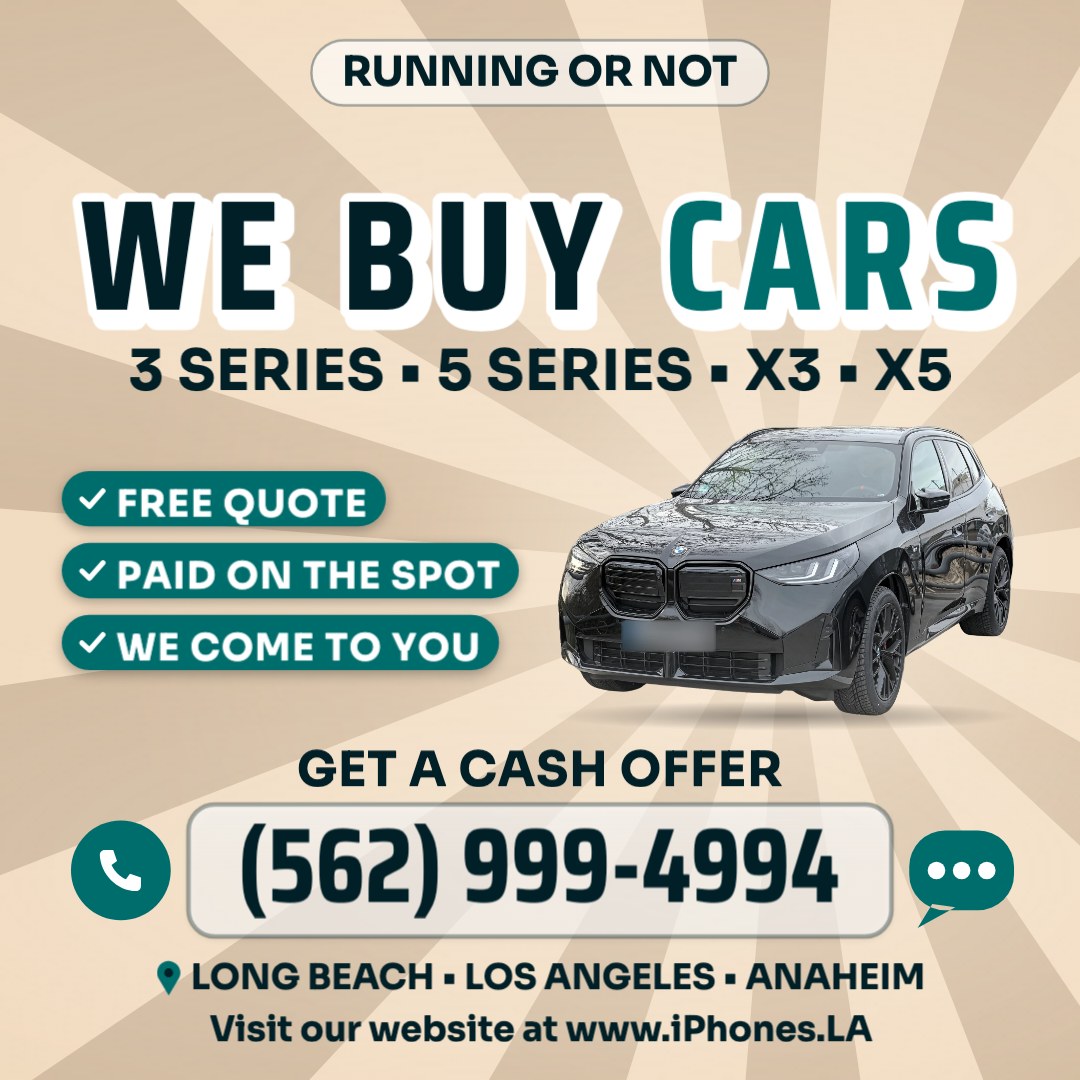 RUNNING OR NOT
WE BUY CARS
3 SERIES ▪ 5 SERIES ▪ X3 ▪ X5
FREE QUOTE
PAID ON THE SPOT
WE COME TO YOU
GET A CASH OFFER
(562) 999-4994
LONG BEACH ▪ LOS ANGELES ▪ ANAHEIM
Visit our website at www.iPhones.LA